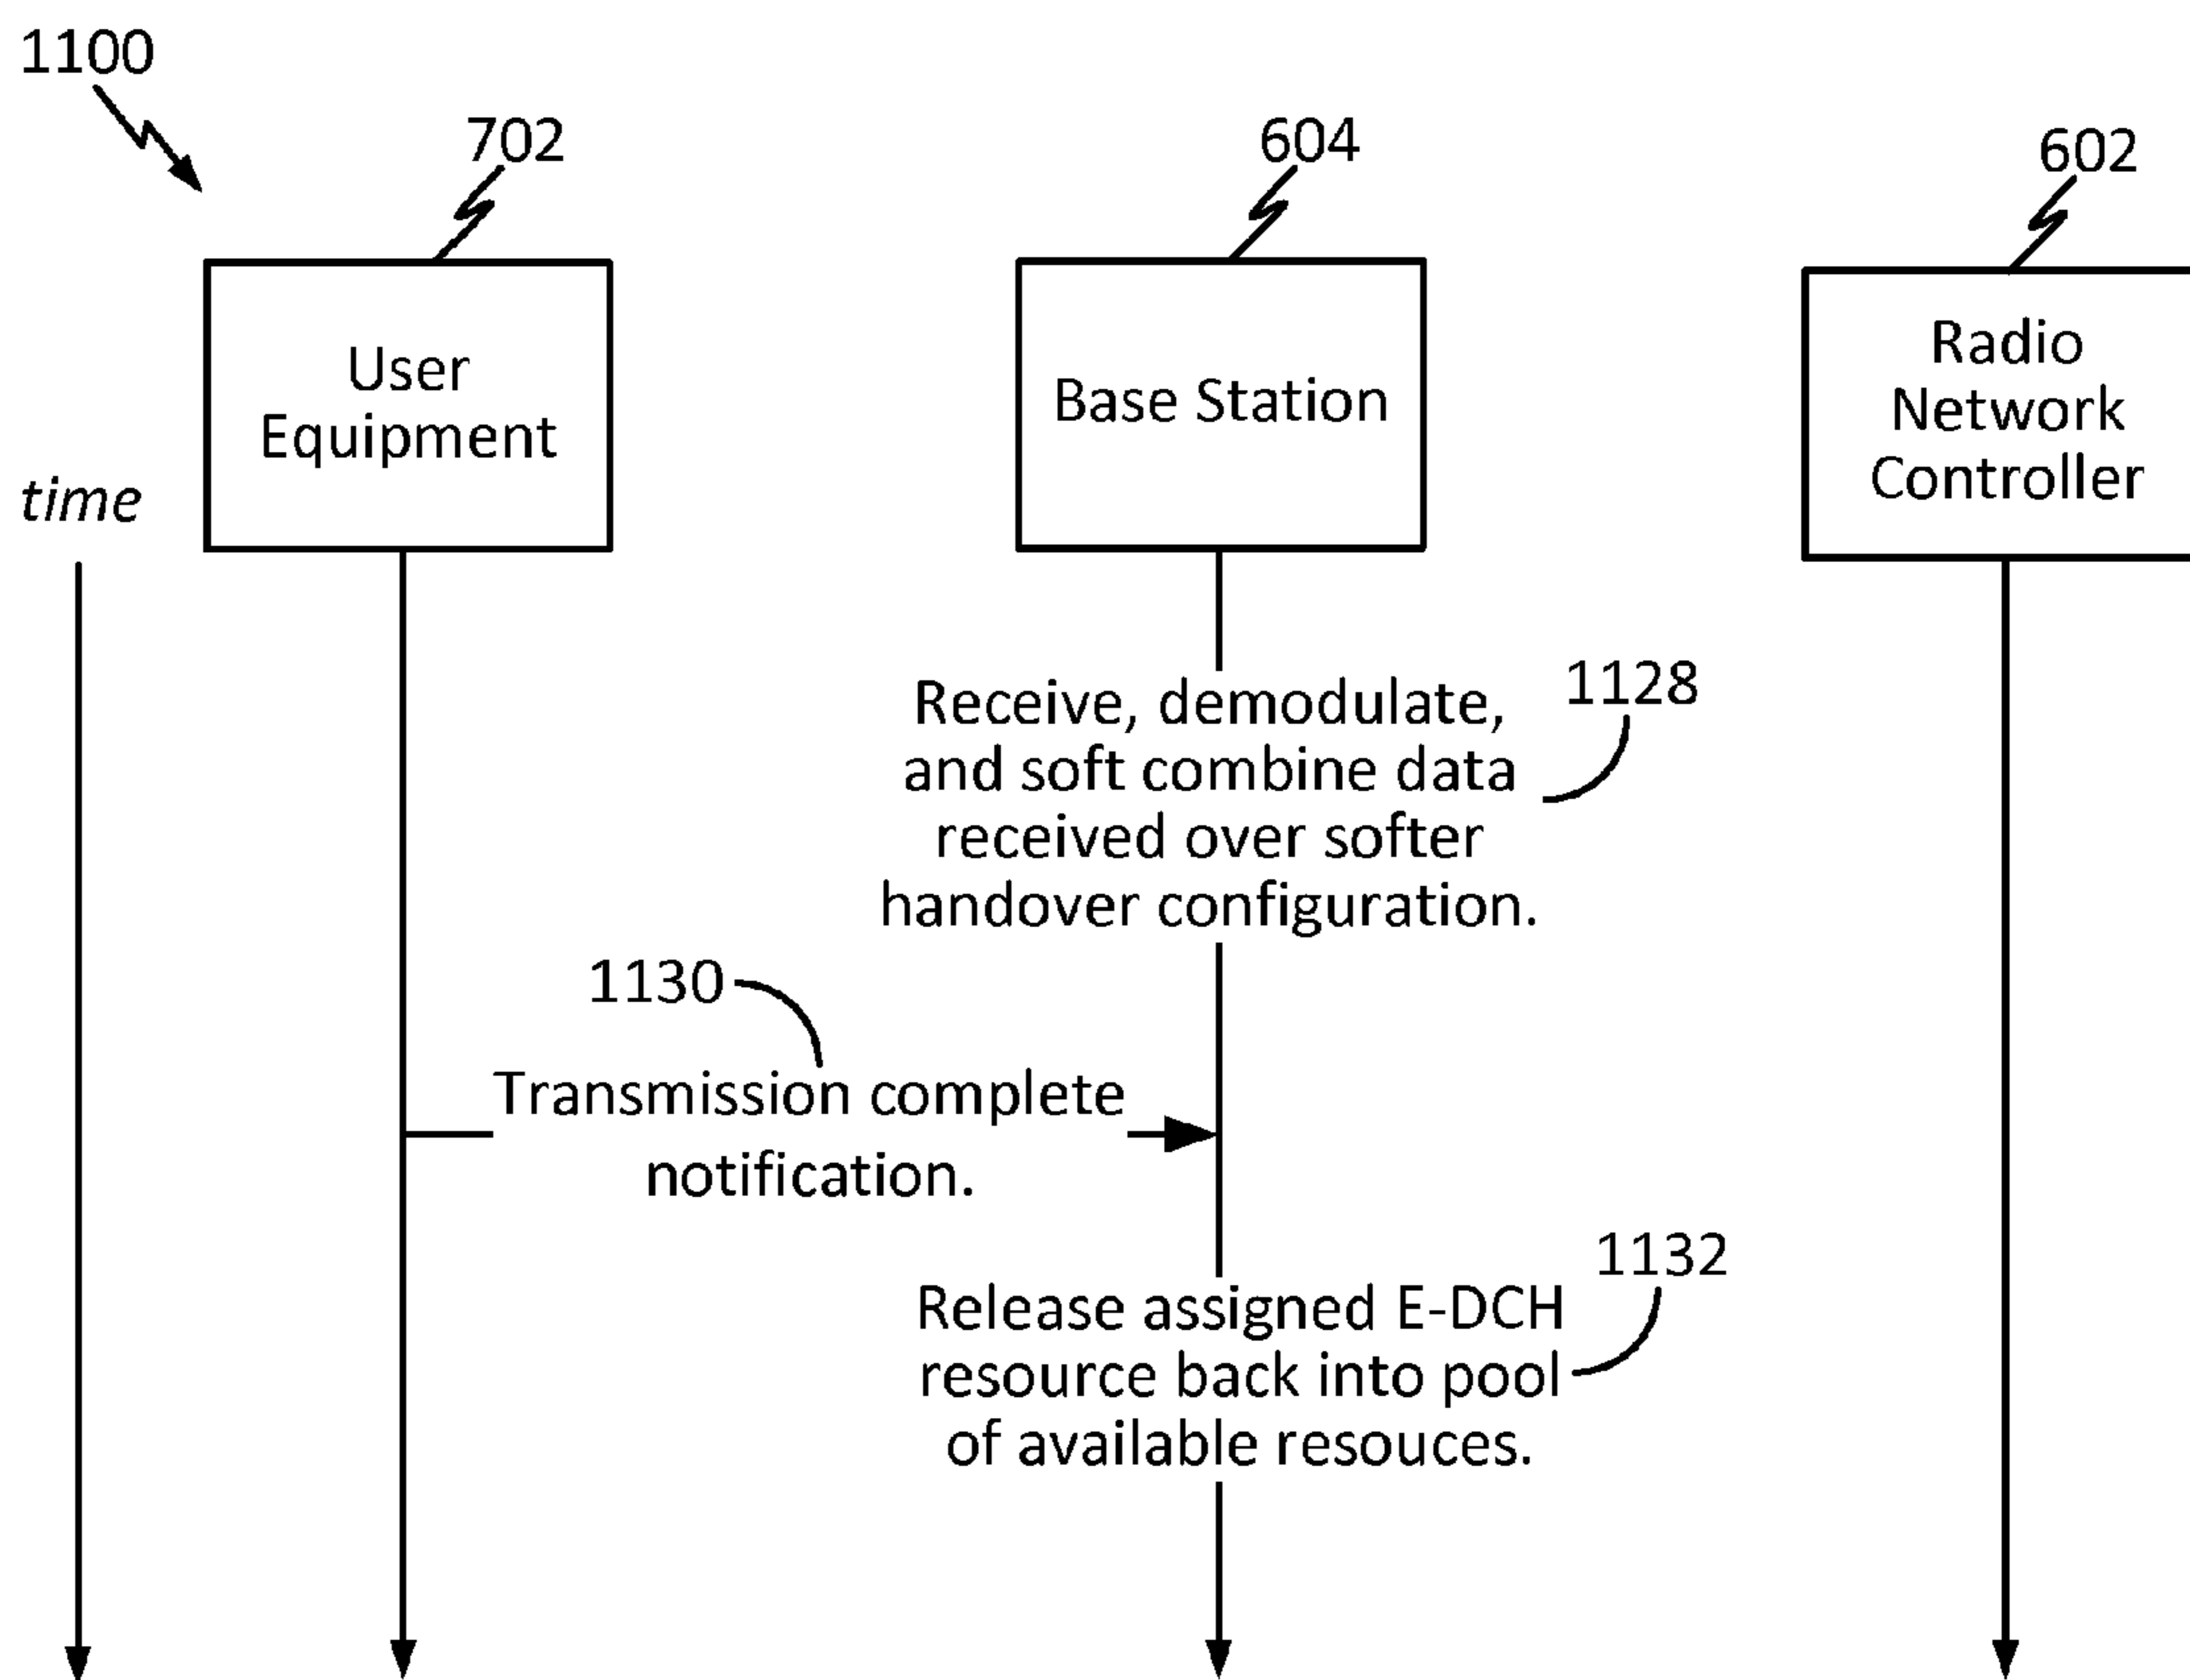 1100
702
604
602
User
Equipment
Base Station
Radio
Network
Controller
time
1128
Receive, demodulate,
and soft combine data
received over softer
handover configuration.
1130
Transmission complete
notification.
1132
Release assigned E-DCH
resource back into pool
of available resouces.